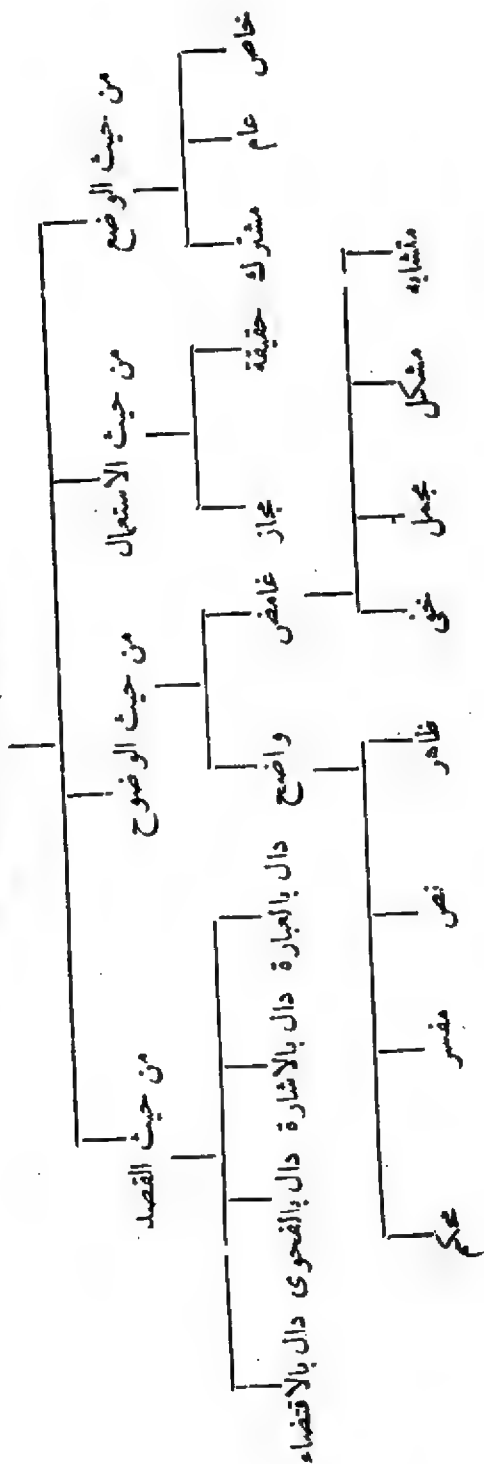 من حيث الوضع
من حيث الاستعمال
من حيث الوضوح
من حيث القصد
خاص
عام
مشترك
حقيقة
مجاز
غامض
واضح
دال بالعبارة
دال بالاشارة
دال بالفحوى
دال بالاقتضاء
متشابه
مشكل
مجمل
خفي
ظاهر
نص
مفسر
محكم